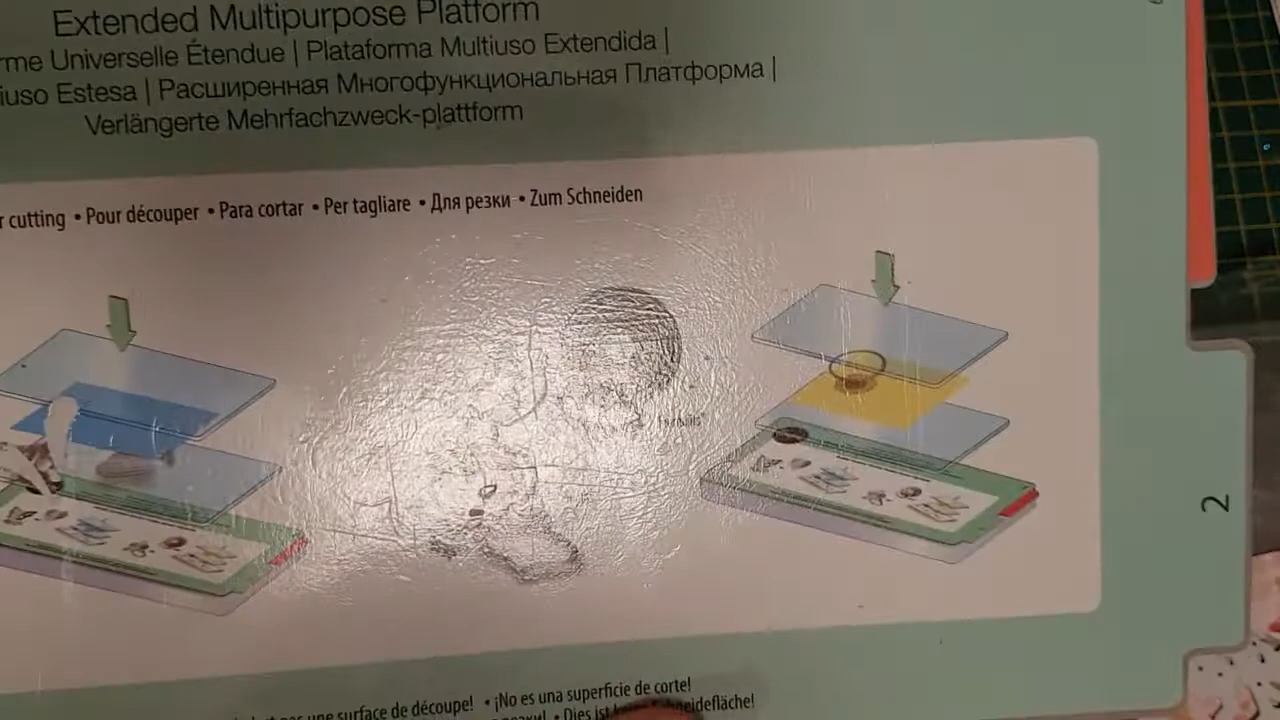 Extended Multipurpose Platform
Universelle Étendue | Plataforma Multiuso Extendida |
Estesa | Расширенная Многофункциональная Платформа |
Verlängerte Mehrfachzweck-plattform
cutting • Pour découper • Para cortar • Per tagliare • Для резки • Zum Schneiden
2
une surface de découpe! • ¡No es una superficie de corte!
• Dies ist